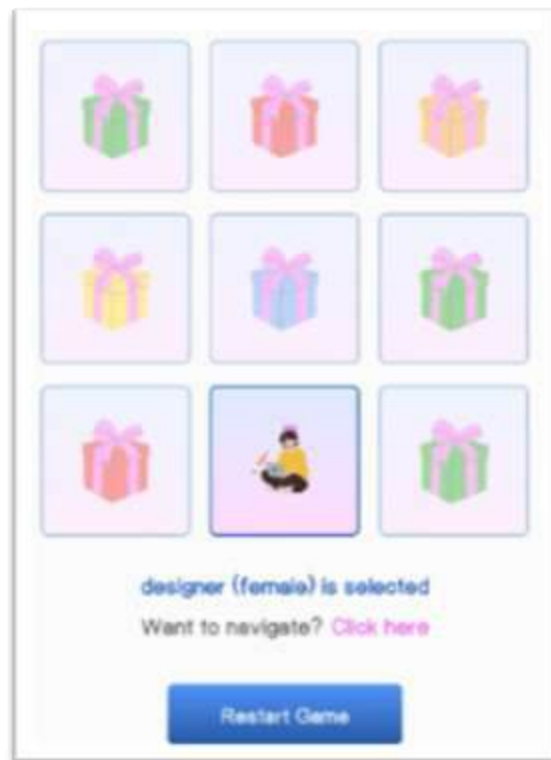 designer (female) is selected
Want to navigate? Click here
Restart Game